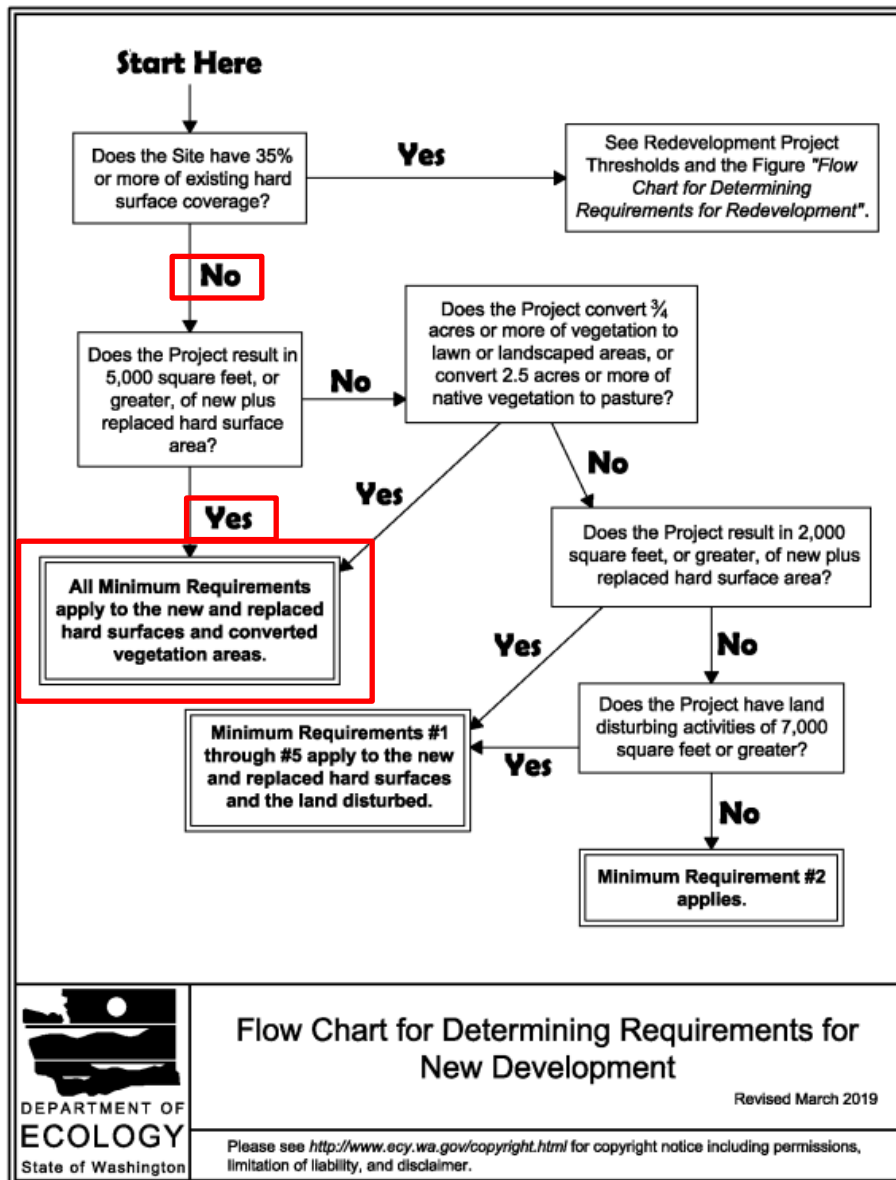 Start Here
Does the Site have 35%
or more of existing hard
surface coverage?
Yes
See Redevelopment Project
Thresholds and the Figure "Flow
Chart for Determining
Requirements for Redevelopment".
No
Does the Project result in
5,000 square feet, or
greater, of new plus
replaced hard surface
area?
No
Does the Project convert ¾
acres or more of vegetation to
lawn or landscaped areas, or
convert 2.5 acres or more of
native vegetation to pasture?
Yes
Yes
No
All Minimum Requirements
apply to the new and replaced
hard surfaces and converted
vegetation areas.
Does the Project result in 2,000
square feet, or greater, of new plus
replaced hard surface area?
Yes
No
Minimum Requirements #1
through #5 apply to the new
and replaced hard surfaces
and the land disturbed.
Yes
Does the Project have land
disturbing activities of 7,000
square feet or greater?
No
Minimum Requirement #2
applies.
DEPARTMENT OF
ECOLOGY
State of Washington
Flow Chart for Determining Requirements for
New Development
Revised March 2019
Please see http://www.ecy.wa.gov/copyright.html for copyright notice including permissions,
limitation of liability, and disclaimer.